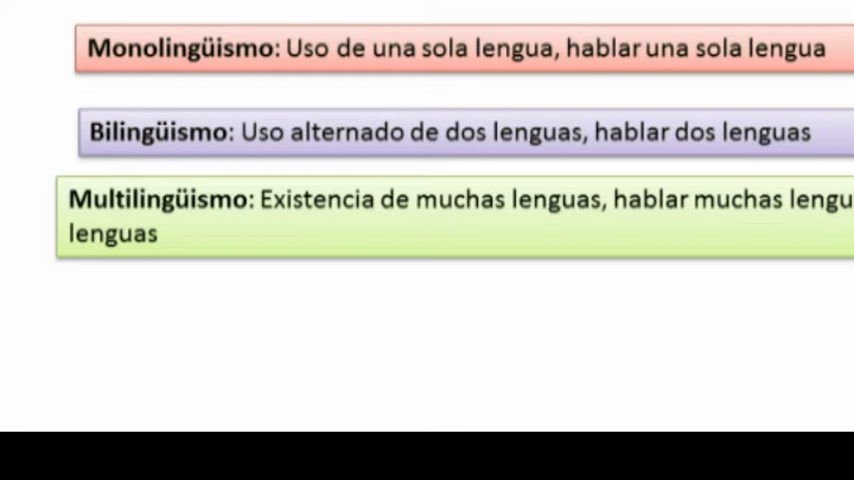 Monolingüismo: Uso de una sola lengua, hablar una sola lengua
Bilingüismo: Uso alternado de dos lenguas, hablar dos lenguas
Multilingüismo: Existencia de muchas lenguas, hablar muchas
lenguas